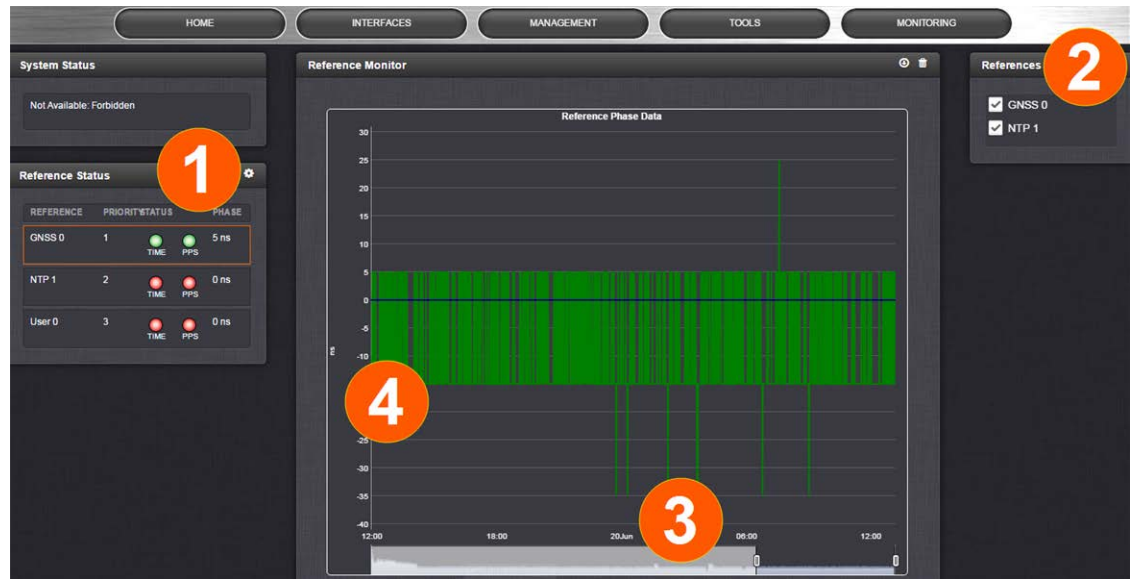 HOME
INTERFACES
MANAGEMENT
TOOLS
MONITORING
System Status
Not Available: Forbidden
Reference Status
1
REFERENCE PRIORITY STATUS PHASE
GNSS 0 1 5 ns
TIME PPS
NTP 1 2 0 ns
TIME PPS
User 0 3 0 ns
TIME PPS
Reference Monitor
Reference Phase Data
30
25
20
15
10
5
0
-5
-10
-25
-30
-35
-40
ns
4
12:00 18:00 20Jun 06:00 12:00
3
References
2
GNSS 0
NTP 1